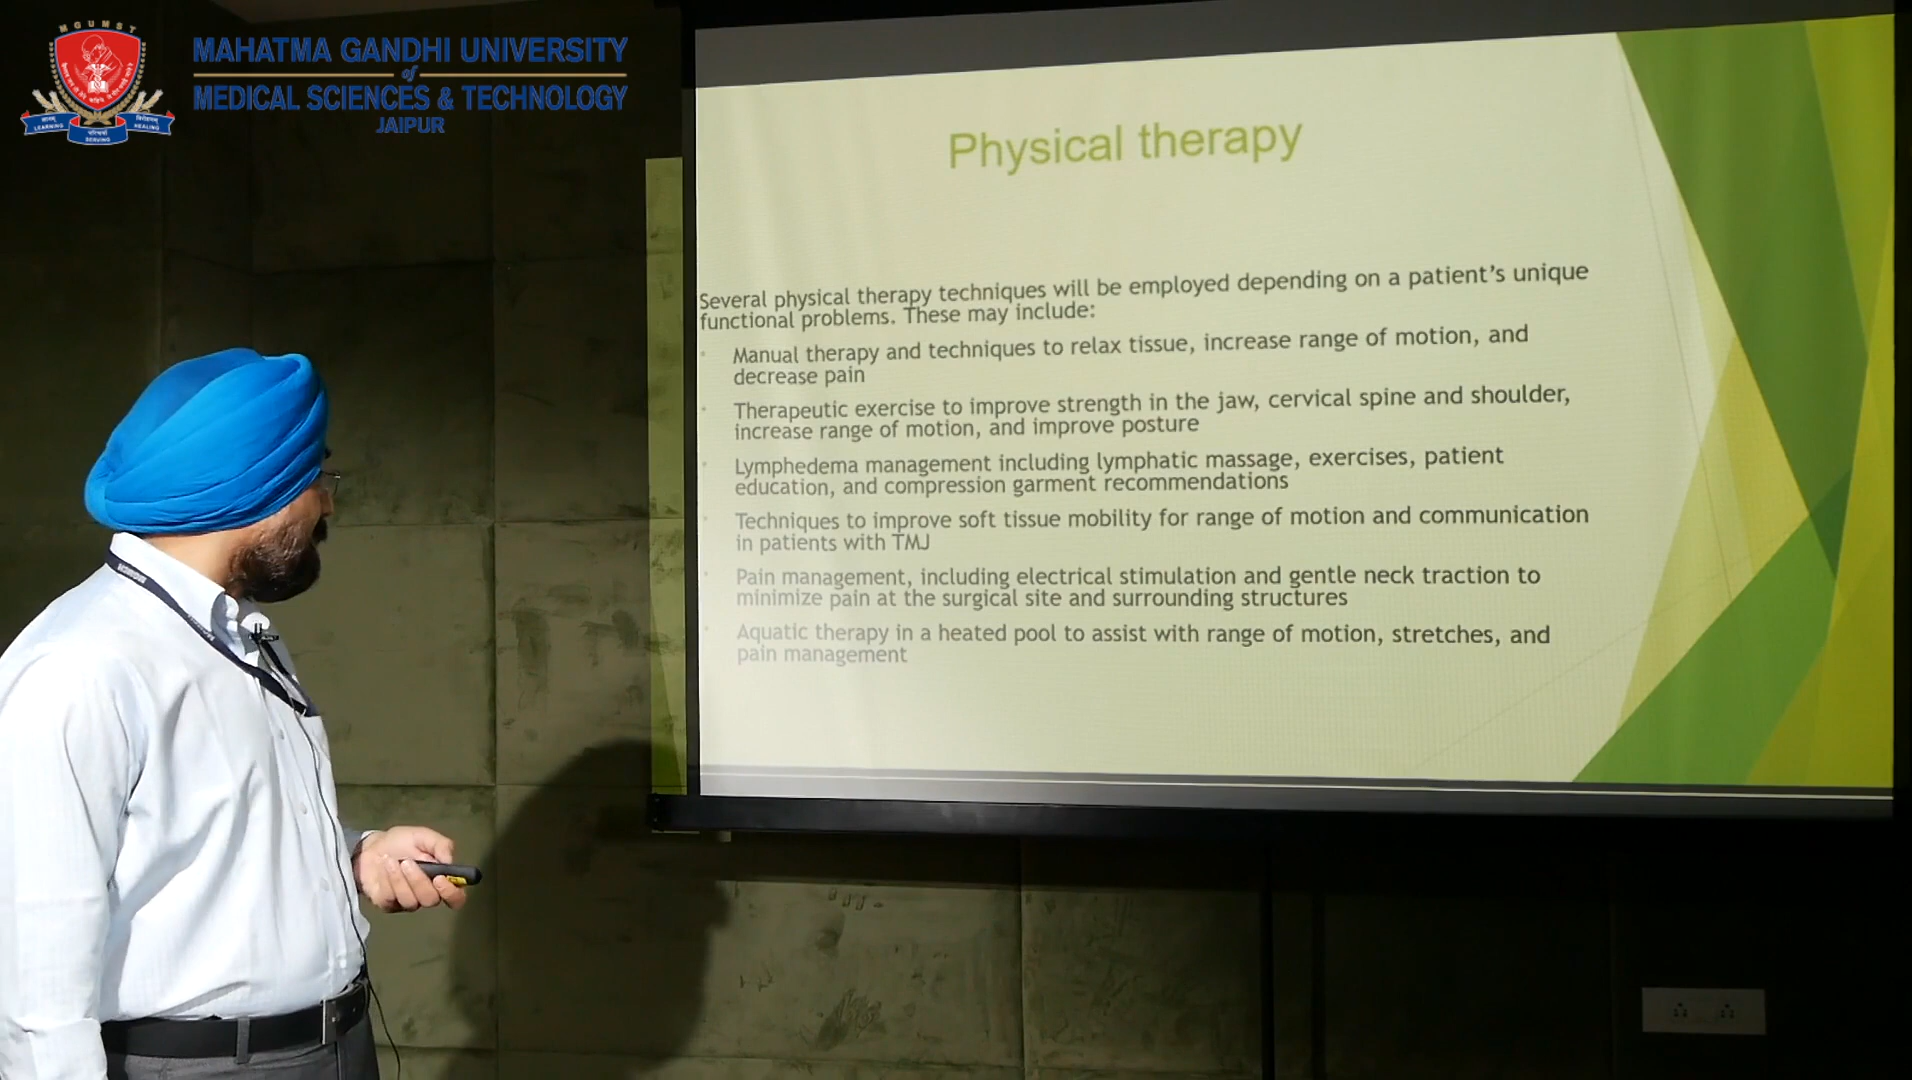 MGUMST
LEARNING
SERVING
HEALING
MAHATMA GANDHI UNIVERSITY
of
MEDICAL SCIENCES & TECHNOLOGY
JAIPUR
Physical therapy
Several physical therapy techniques will be employed depending on a patient's unique
functional problems. These may include:
Manual therapy and techniques to relax tissue, increase range of motion, and
decrease pain
Therapeutic exercise to improve strength in the jaw, cervical spine and shoulder,
increase range of motion, and improve posture
Lymphedema management including lymphatic massage, exercises, patient
education, and compression garment recommendations
Techniques to improve soft tissue mobility for range of motion and communication
in patients with TMJ
Pain management, including electrical stimulation and gentle neck traction to
minimize pain at the surgical site and surrounding structures
Aquatic therapy in a heated pool to assist with range of motion, stretches, and
pain management